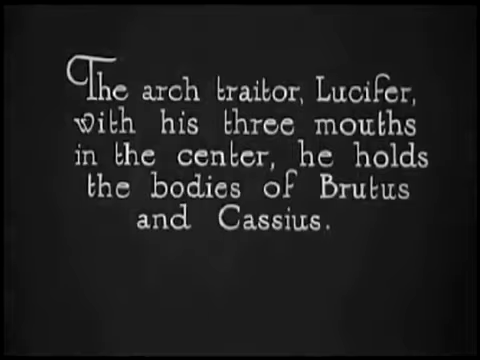 The arch traitor, Lucifer,
with his three mouths
in the center, he holds
the bodies of Brutus
and Cassius.